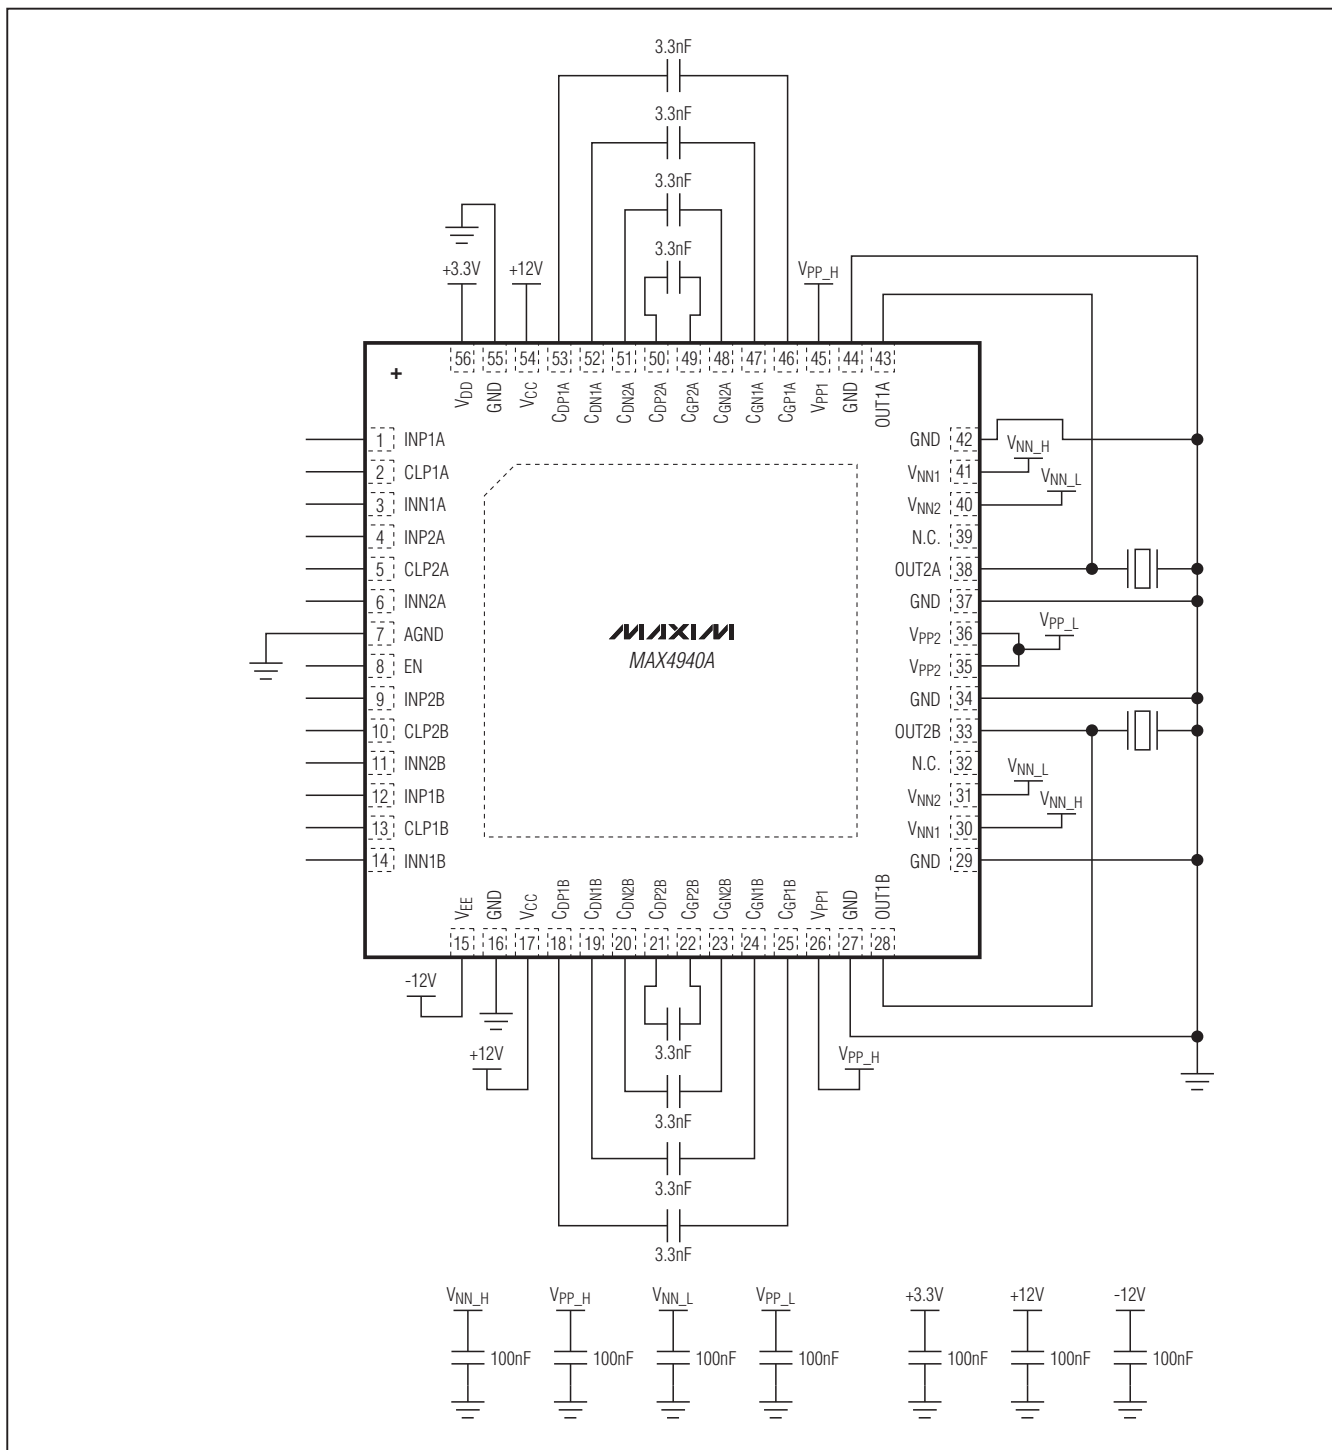 3.3nF
3.3nF
3.3nF
3.3nF
+3.3V +12V VPP_H
56 55 54 53 52 51 50 49 48 47 46 45 44 43
+
VDD GND VCC CDP1A CDN1A CDN2A CDP2A CGP2A CGN2A CGN1A CGP1A VPP1 GND OUT1A
1 INP1A
2 CLP1A
3 INN1A
4 INP2A
5 CLP2A
6 INN2A
7 AGND
8 EN
9 INP2B
10 CLP2B
11 INN2B
12 INP1B
13 CLP1B
14 INN1B
MAXIM
MAX4940A
GND 42
VNN1 41 VNN_H
VNN2 40 VNN_L
N.C. 39
OUT2A 38
GND 37
VPP2 36 VPP_L
VPP2 35
GND 34
OUT2B 33
N.C. 32
VNN2 31 VNN_L
VNN1 30 VNN_H
GND 29
VEE GND VCC CDP1B CDN1B CDN2B CDP2B CGP2B CGN2B CGN1B CGP1B VPP1 GND OUT1B
15 16 17 18 19 20 21 22 23 24 25 26 27 28
-12V
+12V 3.3nF VPP_H
3.3nF
3.3nF
3.3nF
VNN_H VPP_H VNN_L VPP_L +3.3V +12V -12V
100nF 100nF 100nF 100nF 100nF 100nF 100nF